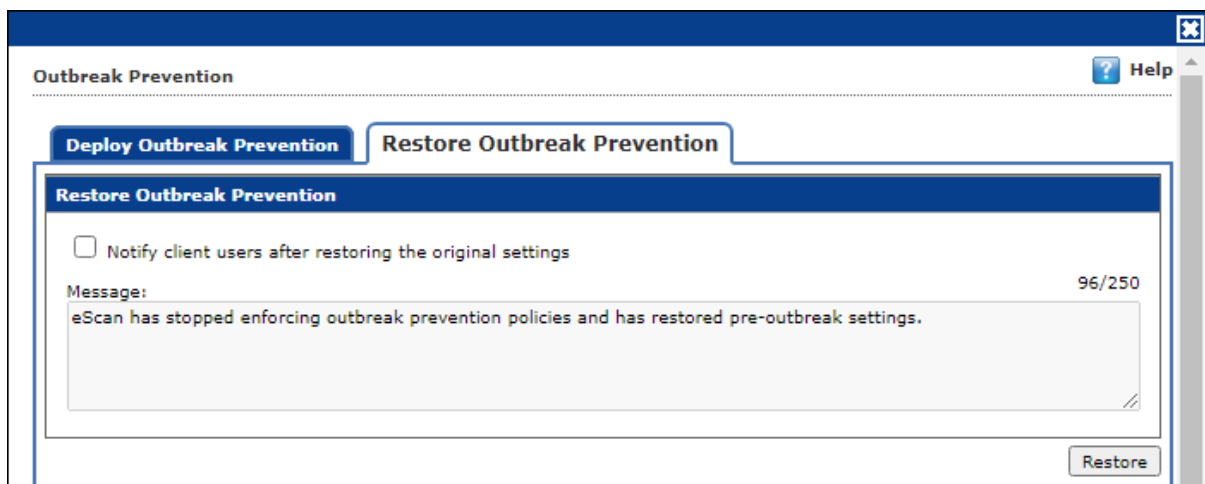 Outbreak Prevention
? Help
Deploy Outbreak Prevention
Restore Outbreak Prevention
Restore Outbreak Prevention
Notify client users after restoring the original settings
Message:
96/250
eScan has stopped enforcing outbreak prevention policies and has restored pre-outbreak settings.
Restore